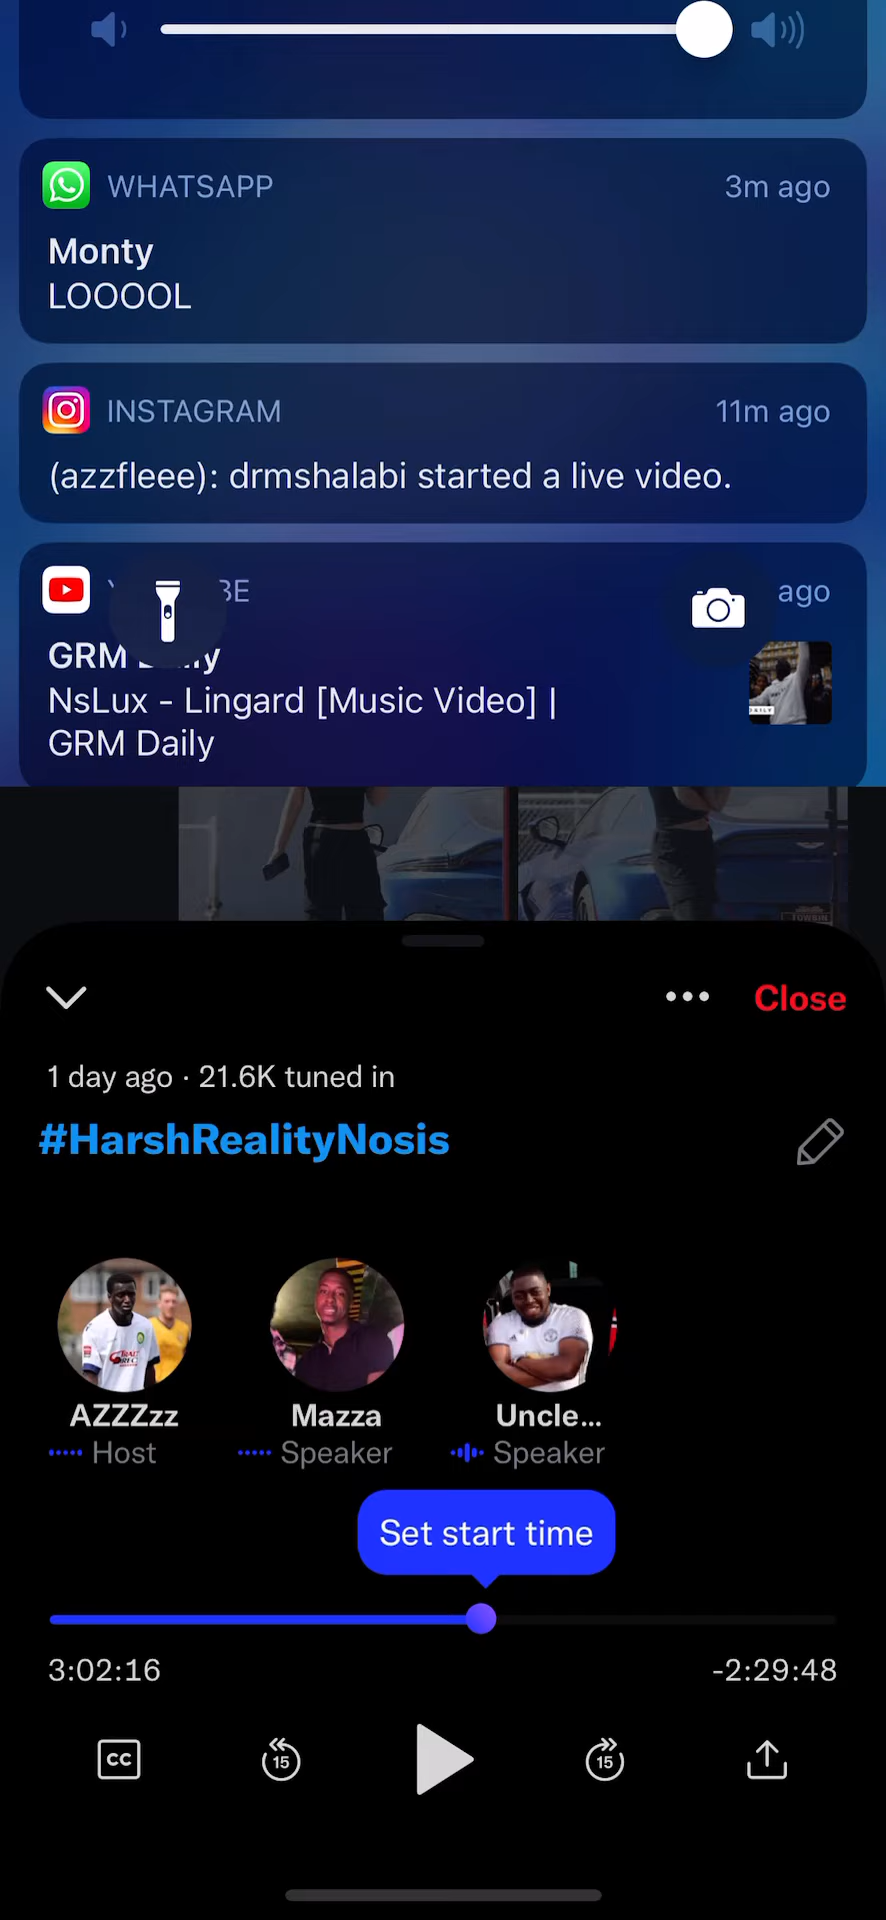 WHATSAPP
3m ago
Monty
LOOOOL
INSTAGRAM
11m ago
(azzfleee): drmshalabi started a live video.
ago
GRM
NsLux - Lingard [Music Video] |
GRM Daily
Close
1 day ago · 21.6K tuned in
#HarshRealityNosis
AZZZzz
Mazza
Uncle...
Host
Speaker
Speaker
Set start time
3:02:16
-2:29:48
CC
15
15